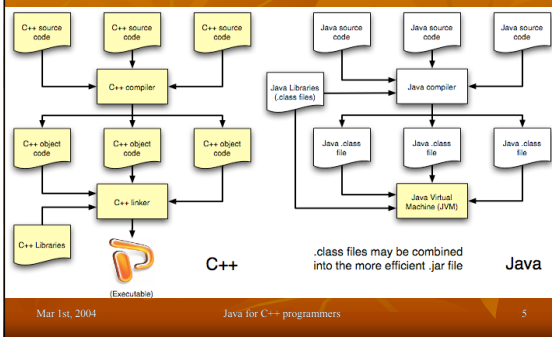 C++ source
code
C++ source
code
C++ source
code
C++ compiler
C++ object
code
C++ object
code
C++ object
code
C++ linker
C++ Libraries
(Executable)
C++
Java source
code
Java source
code
Java source
code
Java Libraries
(.class files)
Java compiler
Java .class
file
Java .class
file
Java .class
file
Java Virtual
Machine (JVM)
.class files may be combined
into the more efficient .jar file
Java
Mar 1st, 2004
Java for C++ programmers
5